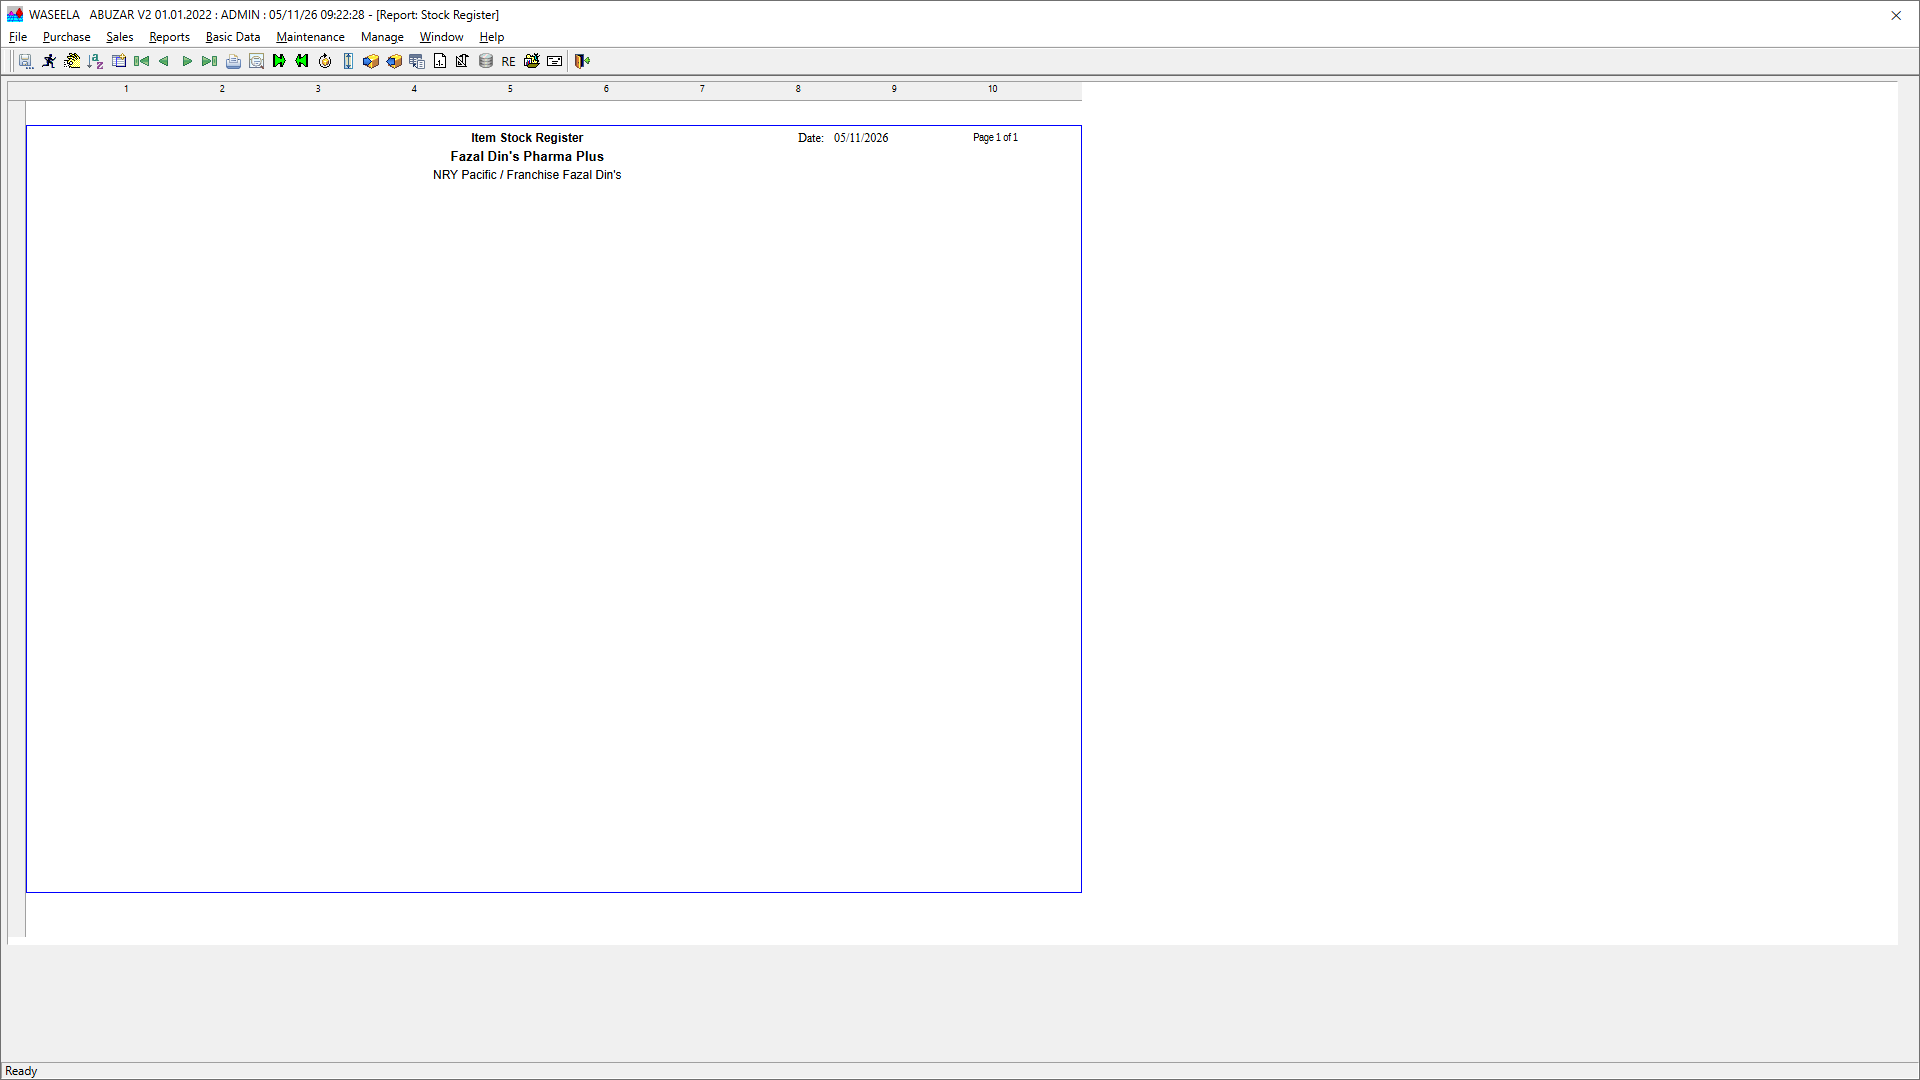 WASEELA   ABUZAR V2 01.01.2022 : ADMIN : 05/11/26 09:22:28 - [Report: Stock Register]
File Purchase Sales Reports Basic Data Maintenance Manage Window Help
RE
1 2 3 4 5 6 7 8 9 10
Item Stock Register Date: 05/11/2026 Page 1 of 1
Fazal Din's Pharma Plus
NRY Pacific / Franchise Fazal Din's
Ready